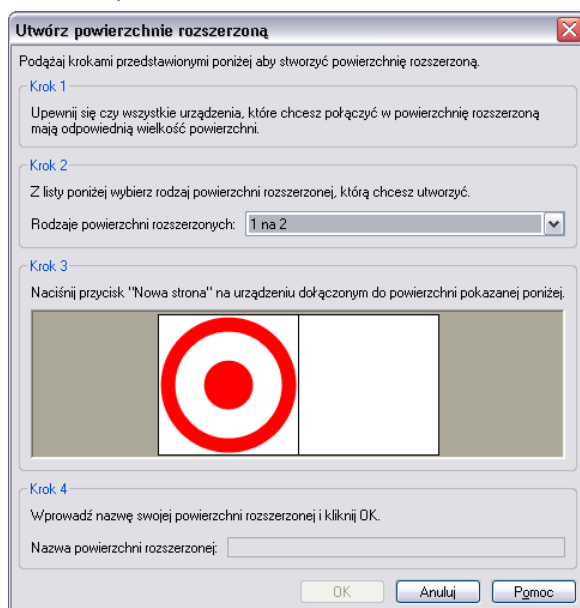 Utwórz powierzchnie rozszerzoną
Podążaj krokami przedstawionymi poniżej aby stworzyć powierzchnię rozszerzoną.
Krok 1
Upewnij się czy wszystkie urządzenia, które chcesz połączyć w powierzchnię rozszerzoną
mają odpowiednią wielkość powierzchni.
Krok 2
Z listy poniżej wybierz rodzaj powierzchni rozszerzonej, którą chcesz utworzyć.
Rodzaje powierzchni rozszerzonych: 1 na 2
Krok 3
Naciśnij przycisk "Nowa strona" na urządzeniu dołączonym do powierzchni pokazanej poniżej.
Krok 4
Wprowadź nazwę swojej powierzchni rozszerzonej i kliknij OK.
Nazwa powierzchni rozszerzonej:
OK Anuluj Pomoc